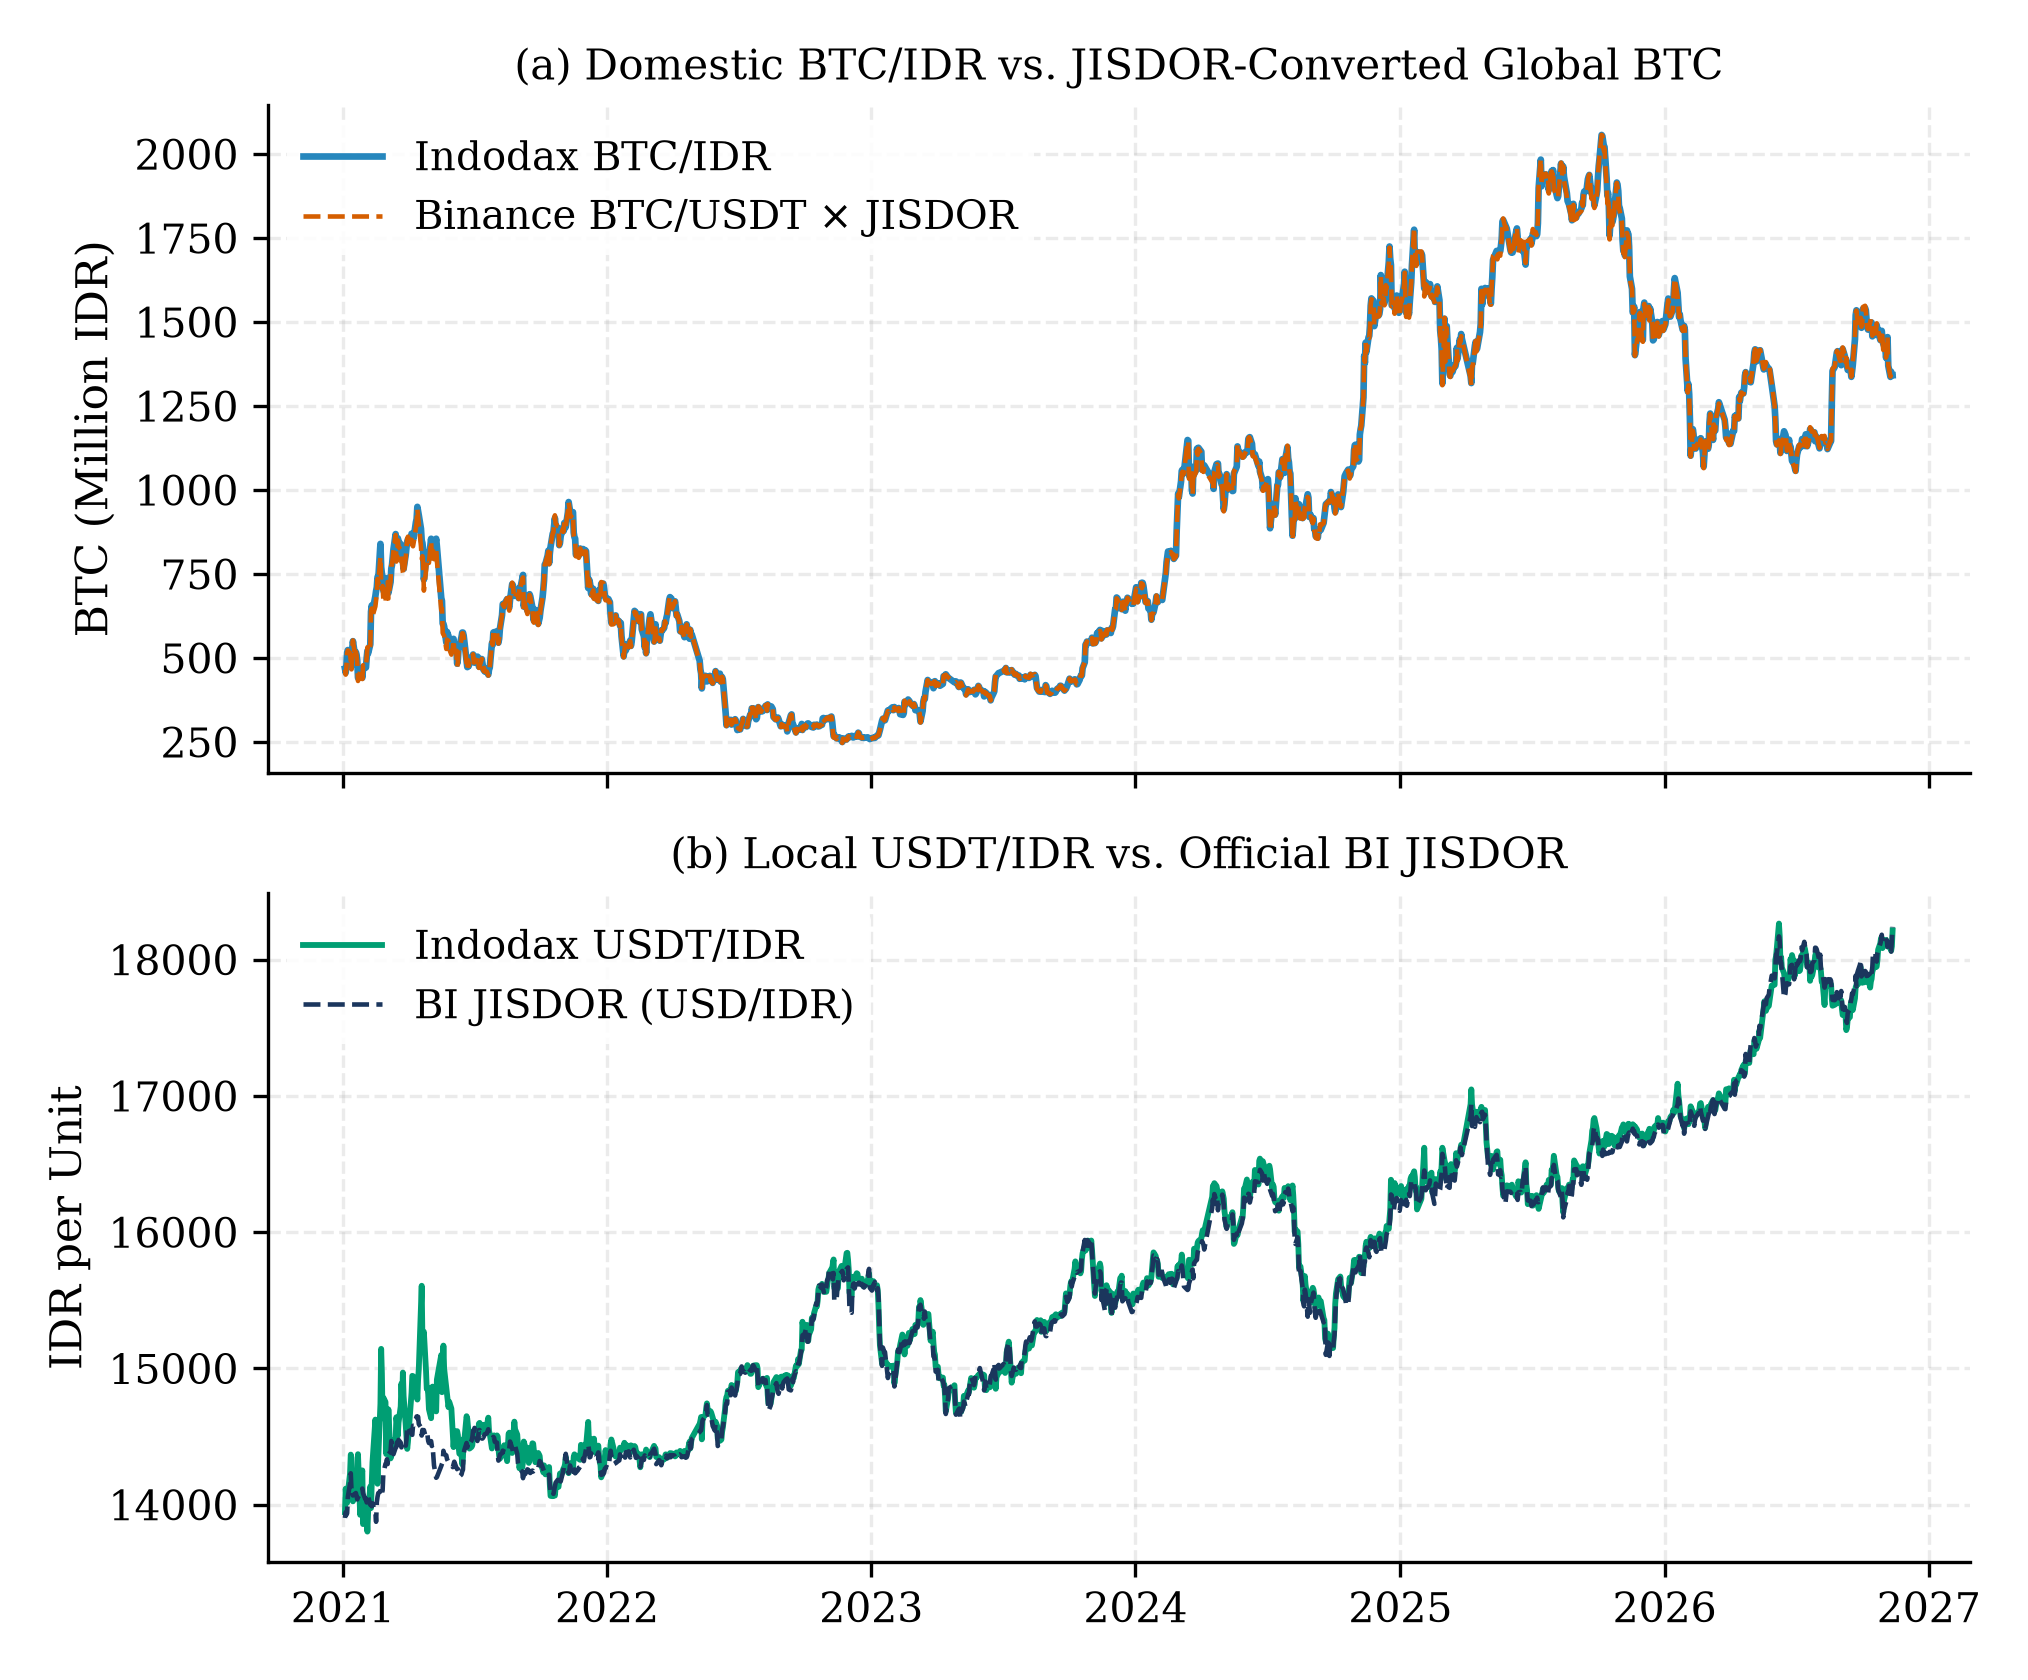 (a) Domestic BTC/IDR vs. JISDOR-Converted Global BTC
Indodax BTC/IDR
Binance BTC/USDT × JISDOR
BTC (Million IDR)
2000
1750
1500
1250
1000
750
500
250
(b) Local USDT/IDR vs. Official BI JISDOR
Indodax USDT/IDR
BI JISDOR (USD/IDR)
IDR per Unit
18000
17000
16000
15000
14000
2021 2022 2023 2024 2025 2026 2027